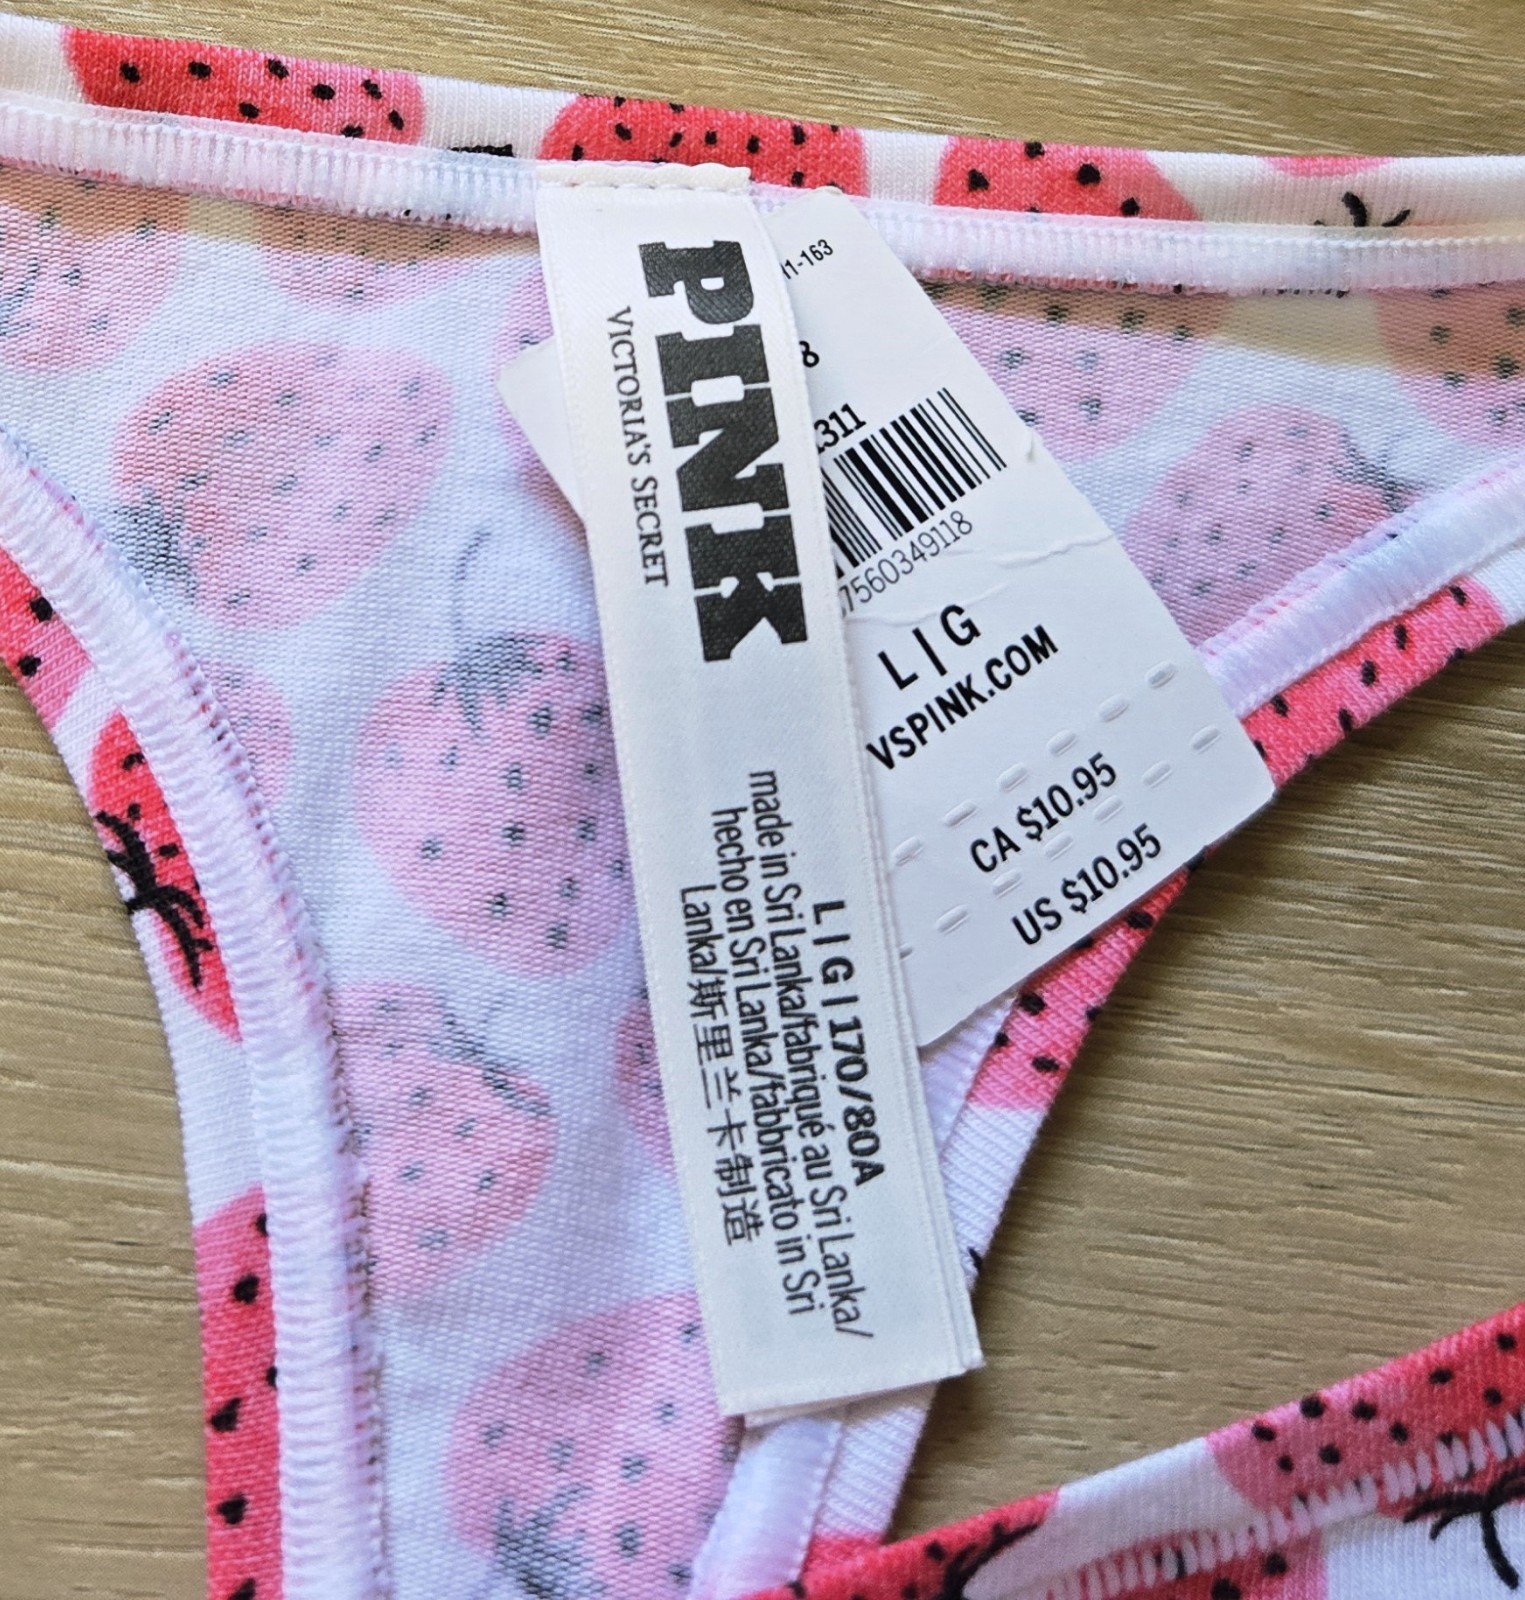 PINK
VICTORIA'S SECRET
L I G I 170/80A
made in Sri Lanka/fabriqué au Sri Lanka/
hecho en Sri Lanka/fabbricato in Sri
Lanka/斯里兰卡制造
11-163
8
311
7560349118
L | G
VSPINK.COM
CA $10.95
US $10.95